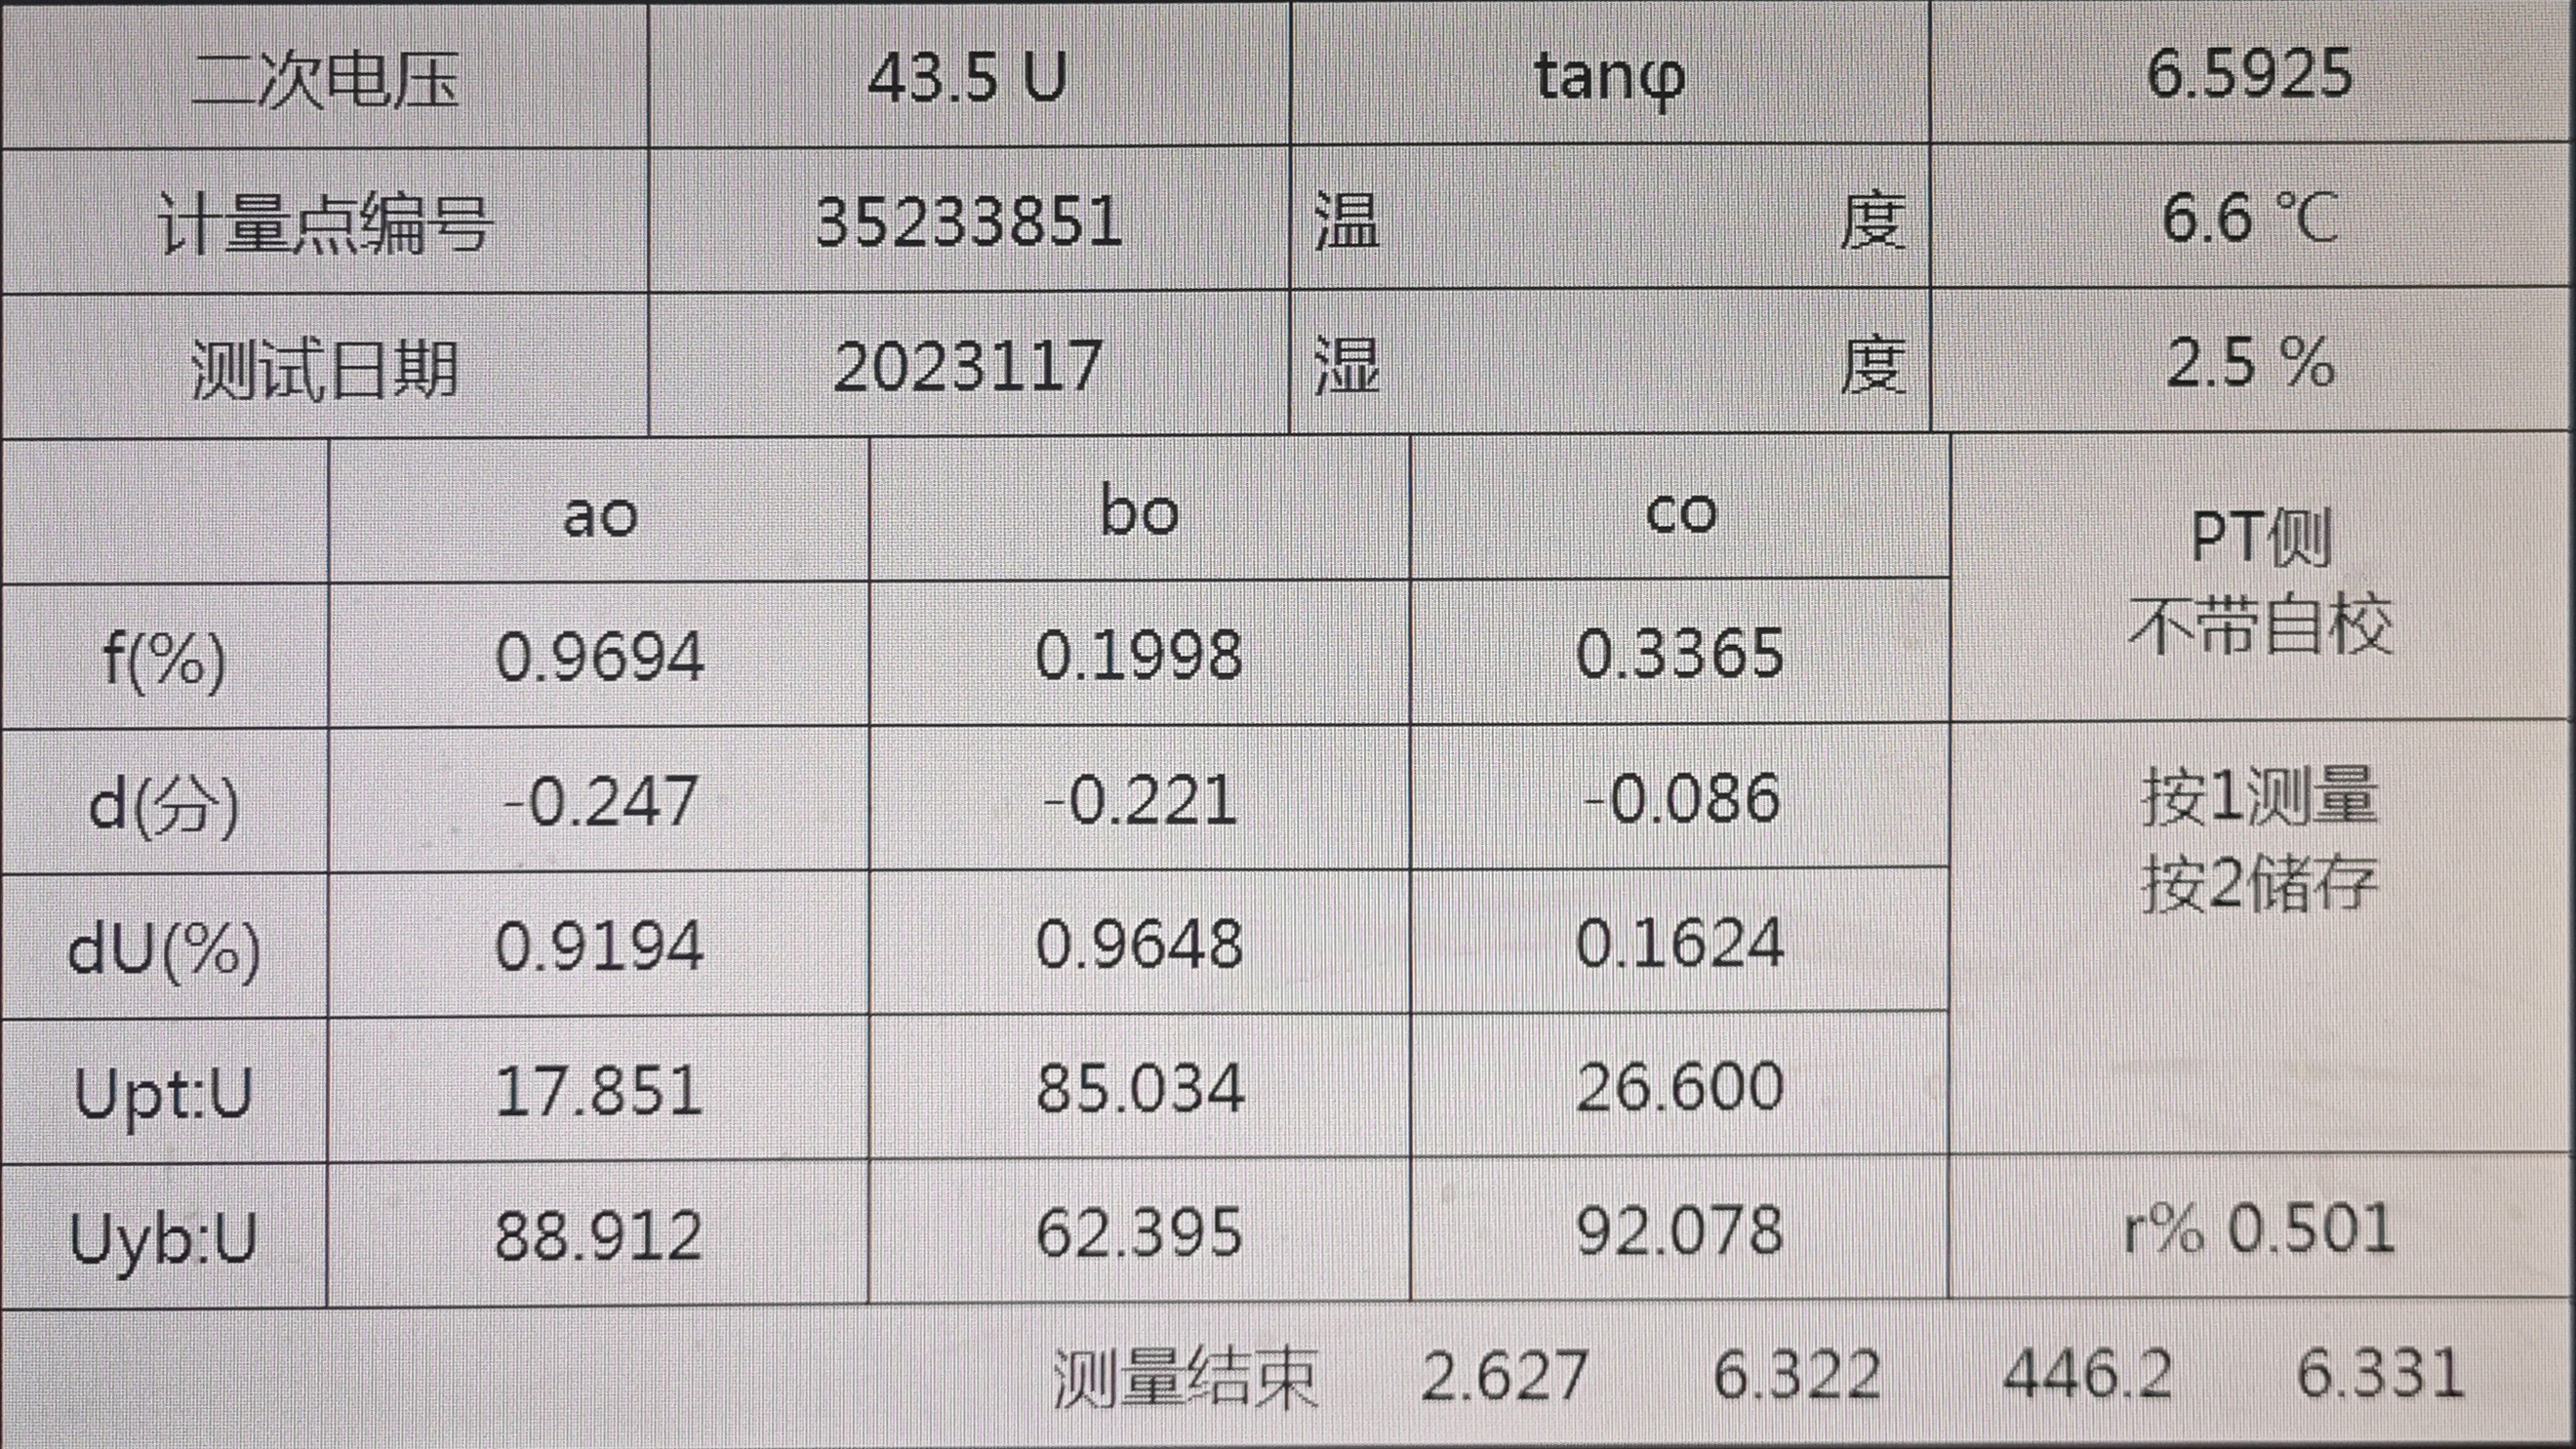 二次电压 43.5 U tanφ 6.5925
计量点编号 35233851 温 度 6.6 ℃
测试日期 2023117 湿 度 2.5 %
ao bo co
PT侧
不带自校
f(%) 0.9694 0.1998 0.3365
d(分) -0.247 -0.221 -0.086
按1测量
按2储存
dU(%) 0.9194 0.9648 0.1624
Upt:U 17.851 85.034 26.600
Uyb:U 88.912 62.395 92.078 r% 0.501
测量结束 2.627 6.322 446.2 6.331